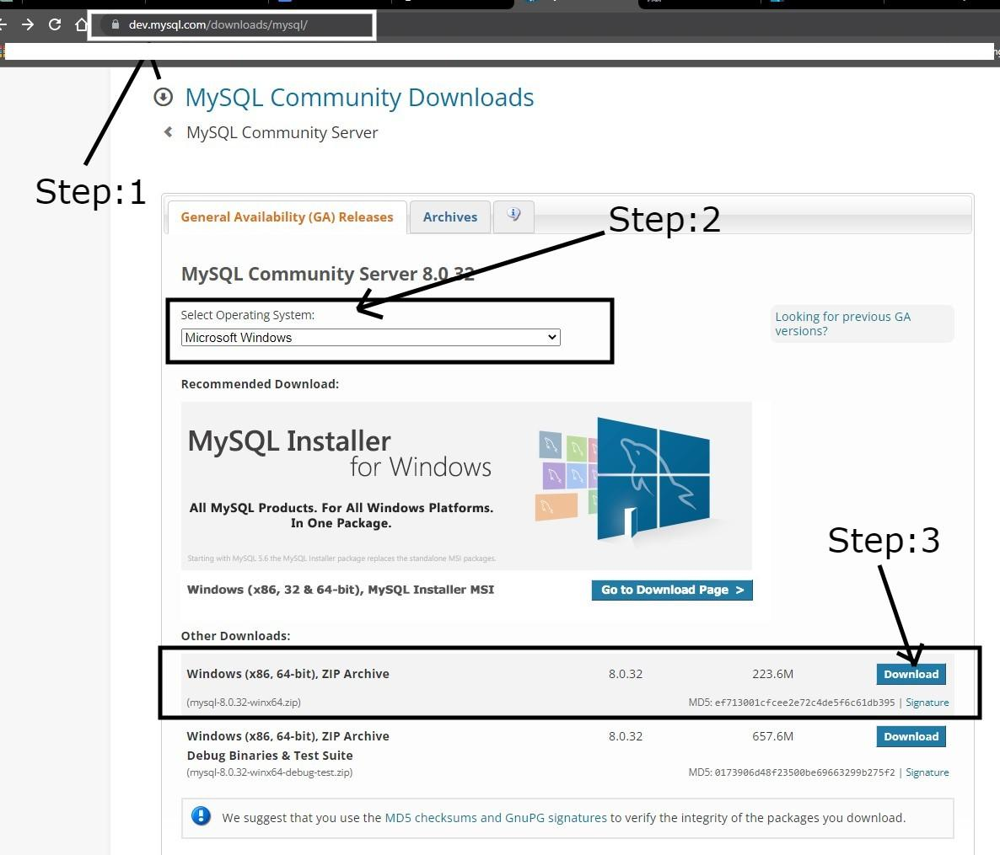 dev.mysql.com/downloads/mysql/
MySQL Community Downloads
MySQL Community Server
Step:1
General Availability (GA) Releases
Archives
Step:2
MySQL Community Server 8.0.32
Select Operating System:
Microsoft Windows
Looking for previous GA
versions?
Recommended Download:
MySQL Installer
for Windows
All MySQL Products. For All Windows Platforms.
In One Package.
Starting with MySQL 5.6 the MySQL Installer package replaces the standalone MSI packages.
Step:3
Windows (x86, 32 & 64-bit), MySQL Installer MSI
Go to Download Page >
Other Downloads:
Windows (x86, 64-bit), ZIP Archive 8.0.32 223.6M Download
(mysql-8.0.32-winx64.zip) MD5: ef713001cfcee2e72c4de5f6c61db395 | Signature
Windows (x86, 64-bit), ZIP Archive 8.0.32 657.6M Download
Debug Binaries & Test Suite
(mysql-8.0.32-winx64-debug-test.zip) MD5: 0173906d48f23500be69663299b275f2 | Signature
We suggest that you use the MD5 checksums and GnuPG signatures to verify the integrity of the packages you download.